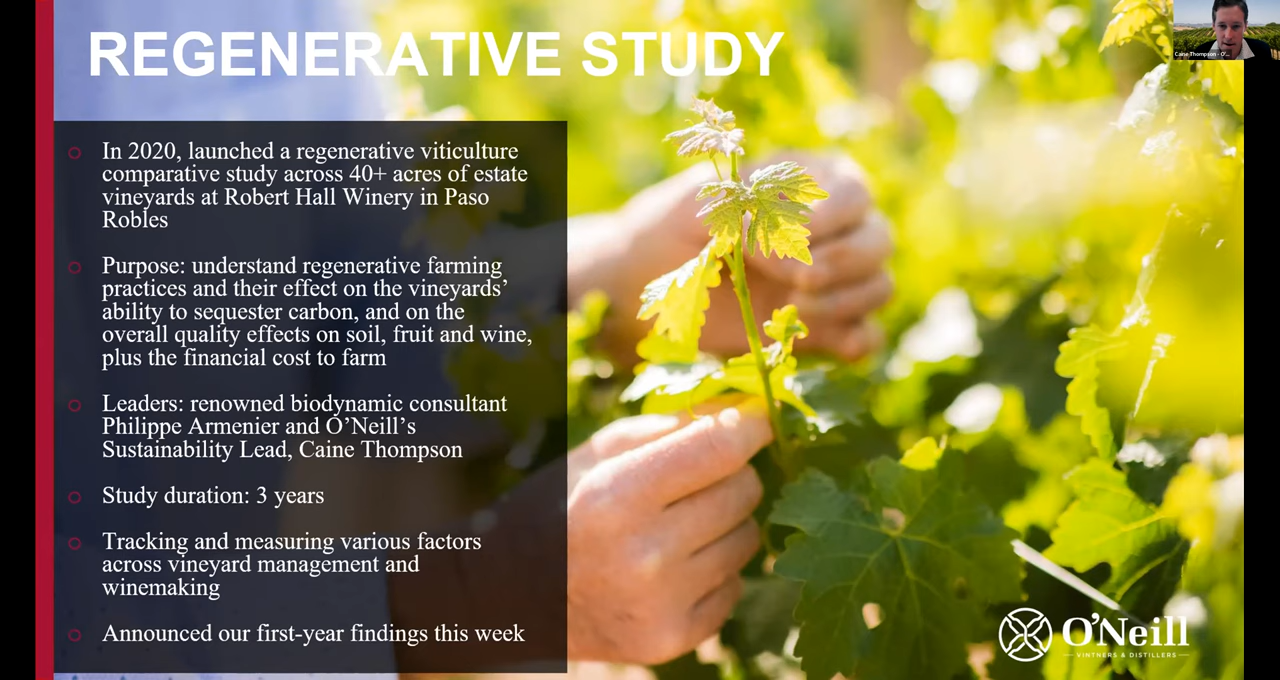 REGENERATIVE STUDY
Caine Thompson - O'...
In 2020, launched a regenerative viticulture
comparative study across 40+ acres of estate
vineyards at Robert Hall Winery in Paso
Robles
Purpose: understand regenerative farming
practices and their effect on the vineyards’
ability to sequester carbon, and on the
overall quality effects on soil, fruit and wine,
plus the financial cost to farm
Leaders: renowned biodynamic consultant
Philippe Armenier and O’Neill’s
Sustainability Lead, Caine Thompson
Study duration: 3 years
Tracking and measuring various factors
across vineyard management and
winemaking
Announced our first-year findings this week
O’Neill
VINTNERS & DISTILLERS